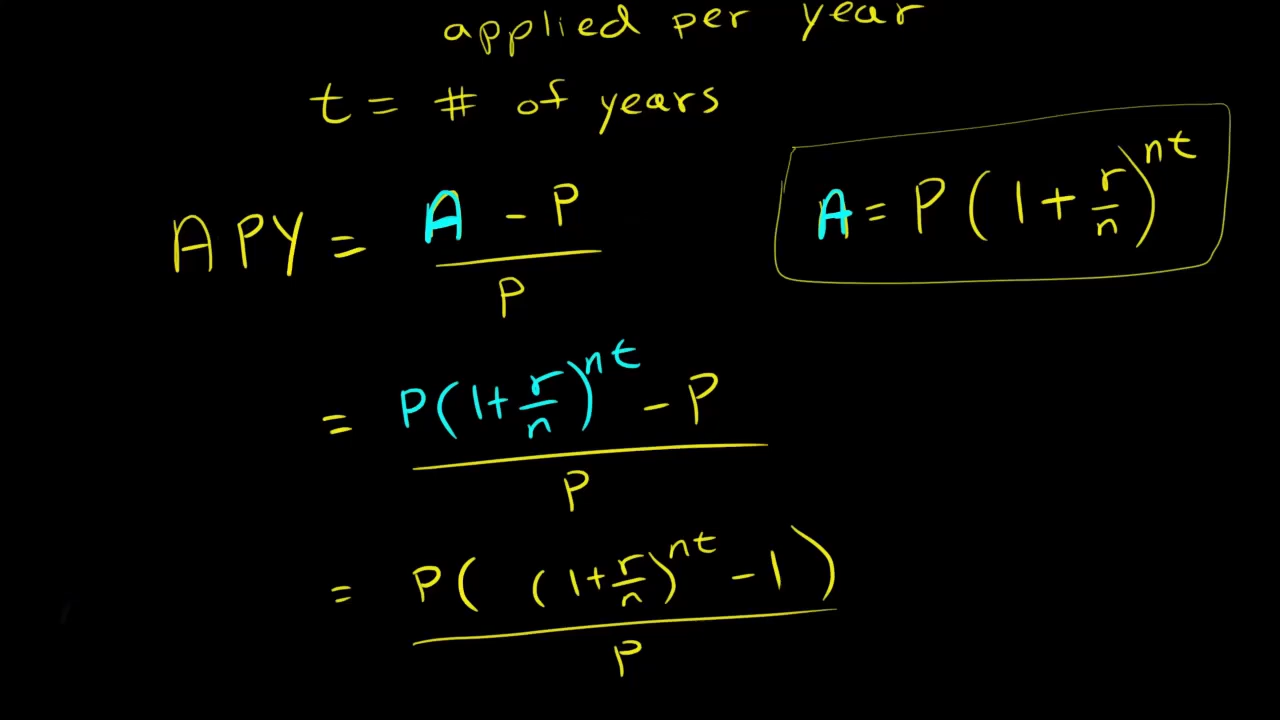 applied per year
t = # of years
A = P(1 + r/n)^nt
APY = A - P / P
= P(1 + r/n)^nt - P / P
= P( (1 + r/n)^nt - 1 ) / P